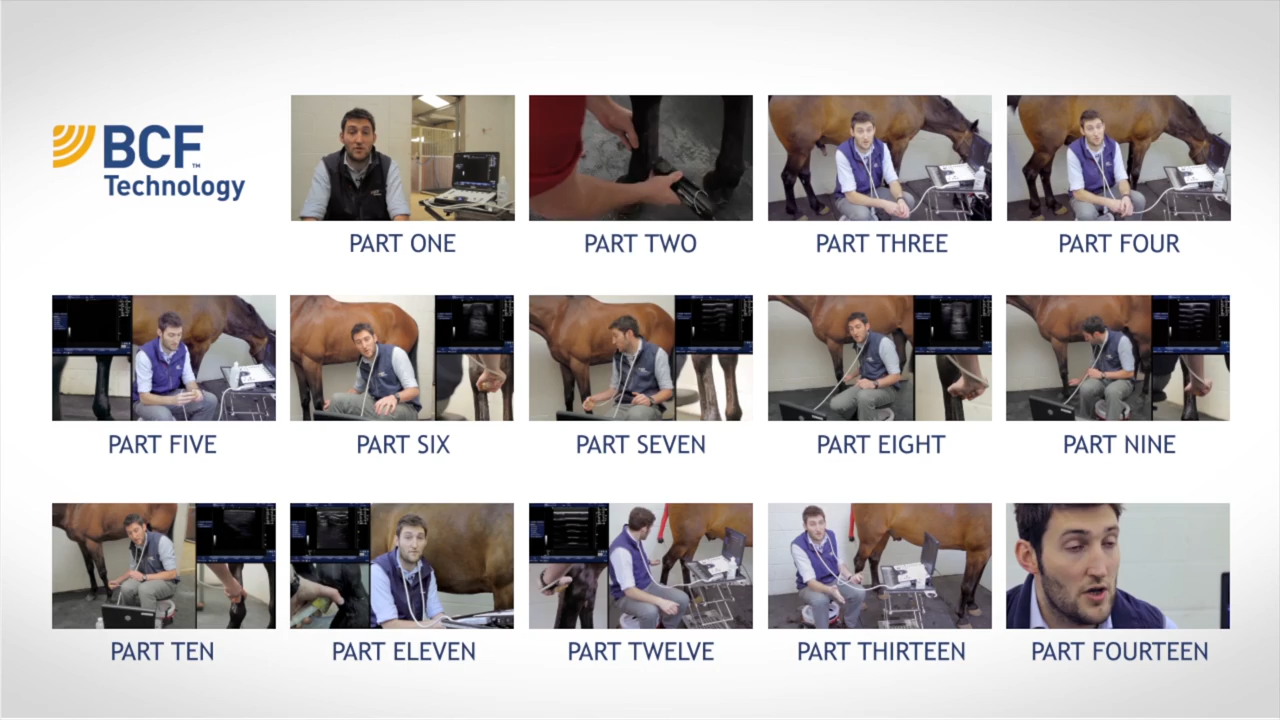 BCF™
Technology
PART ONE
PART TWO
PART THREE
PART FOUR
PART FIVE
PART SIX
PART SEVEN
PART EIGHT
PART NINE
PART TEN
PART ELEVEN
PART TWELVE
PART THIRTEEN
PART FOURTEEN